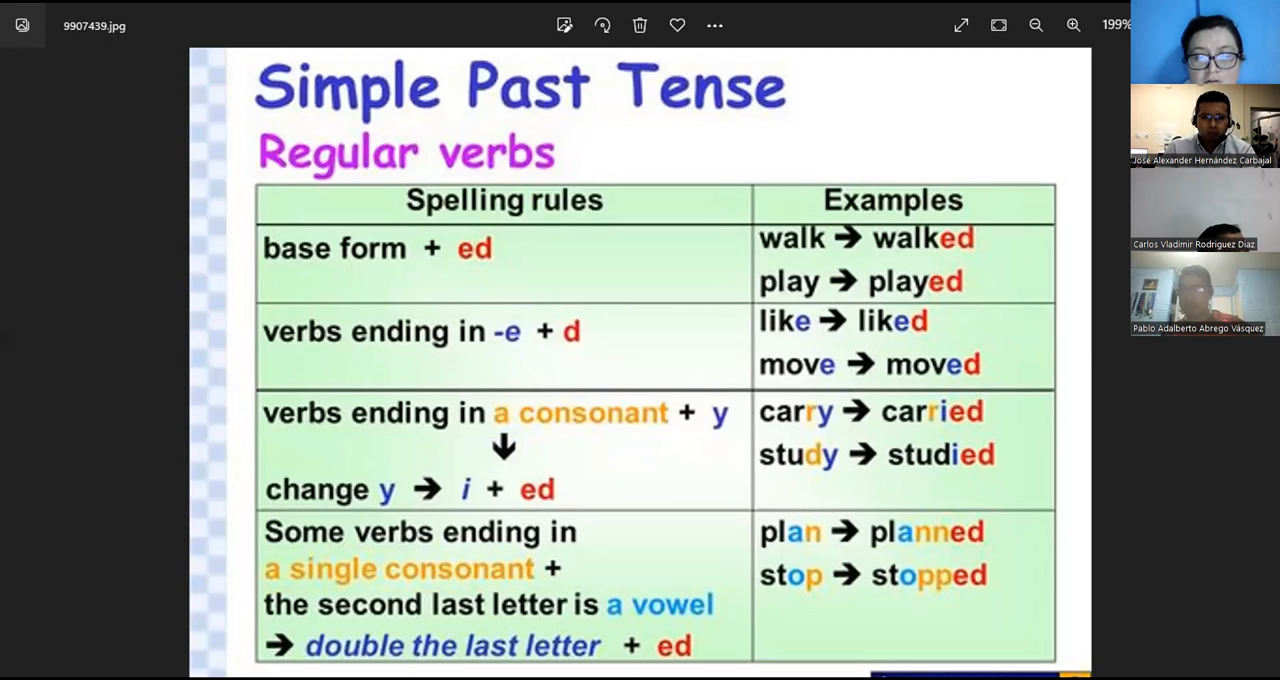 9907439.jpg
199%
Simple Past Tense
Regular verbs
Spelling rules
Examples
base form + ed
walk → walked
play → played
verbs ending in -e + d
like → liked
move → moved
verbs ending in a consonant + y
change y → i + ed
carry → carried
study → studied
Some verbs ending in
a single consonant +
the second last letter is a vowel
→ double the last letter + ed
plan → planned
stop → stopped
José Alexander Hernández Carbajal
Carlos Vladimir Rodriguez Diaz
Pablo Adalberto Abrego Vásquez